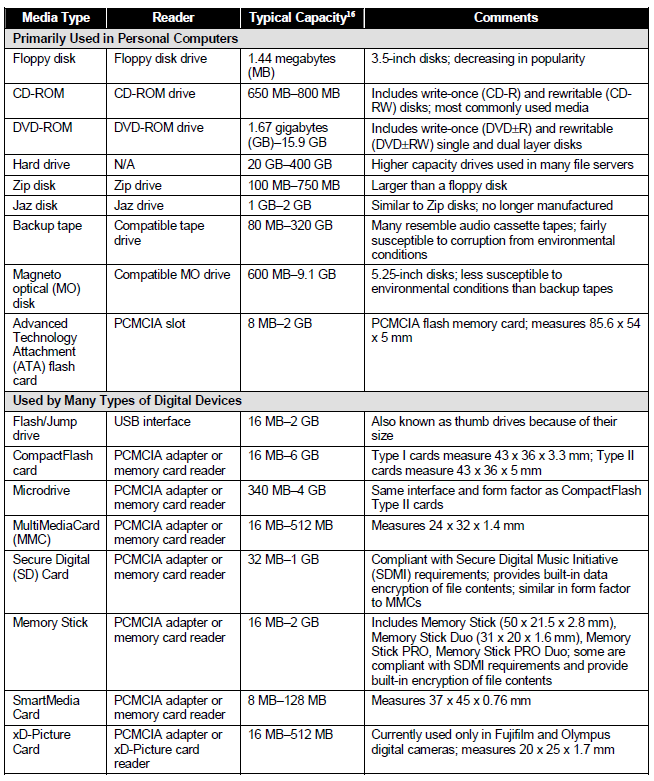 Media Type Reader Typical Capacity16 Comments
Primarily Used in Personal Computers
Floppy disk Floppy disk drive 1.44 megabytes 3.5-inch disks; decreasing in popularity
(MB)
CD-ROM CD-ROM drive 650 MB–800 MB Includes write-once (CD-R) and rewritable (CD-
RW) disks; most commonly used media
DVD-ROM DVD-ROM drive 1.67 gigabytes Includes write-once (DVD±R) and rewritable
(GB)–15.9 GB (DVD±RW) single and dual layer disks
Hard drive N/A 20 GB–400 GB Higher capacity drives used in many file servers
Zip disk Zip drive 100 MB–750 MB Larger than a floppy disk
Jaz disk Jaz drive 1 GB–2 GB Similar to Zip disks; no longer manufactured
Backup tape Compatible tape 80 MB–320 GB Many resemble audio cassette tapes; fairly
drive susceptible to corruption from environmental
conditions
Magneto Compatible MO drive 600 MB–9.1 GB 5.25-inch disks; less susceptible to
optical (MO) environmental conditions than backup tapes
disk
Advanced PCMCIA slot 8 MB–2 GB PCMCIA flash memory card; measures 85.6 x 54
Technology x 5 mm
Attachment
(ATA) flash
card
Used by Many Types of Digital Devices
Flash/Jump USB interface 16 MB–2 GB Also known as thumb drives because of their
drive size
CompactFlash PCMCIA adapter or 16 MB–6 GB Type I cards measure 43 x 36 x 3.3 mm; Type II
card memory card reader cards measure 43 x 36 x 5 mm
Microdrive PCMCIA adapter or 340 MB–4 GB Same interface and form factor as CompactFlash
memory card reader Type II cards
MultiMediaCard PCMCIA adapter or 16 MB–512 MB Measures 24 x 32 x 1.4 mm
(MMC) memory card reader
Secure Digital PCMCIA adapter or 32 MB–1 GB Compliant with Secure Digital Music Initiative
(SD) Card memory card reader (SDMI) requirements; provides built-in data
encryption of file contents; similar in form factor
to MMCs
Memory Stick PCMCIA adapter or 16 MB–2 GB Includes Memory Stick (50 x 21.5 x 2.8 mm),
memory card reader Memory Stick Duo (31 x 20 x 1.6 mm), Memory
Stick PRO, Memory Stick PRO Duo; some are
compliant with SDMI requirements and provide
built-in encryption of file contents
SmartMedia PCMCIA adapter or 8 MB–128 MB Measures 37 x 45 x 0.76 mm
Card memory card reader
xD-Picture PCMCIA adapter or 16 MB–512 MB Currently used only in Fujifilm and Olympus
Card xD-Picture card digital cameras; measures 20 x 25 x 1.7 mm
reader